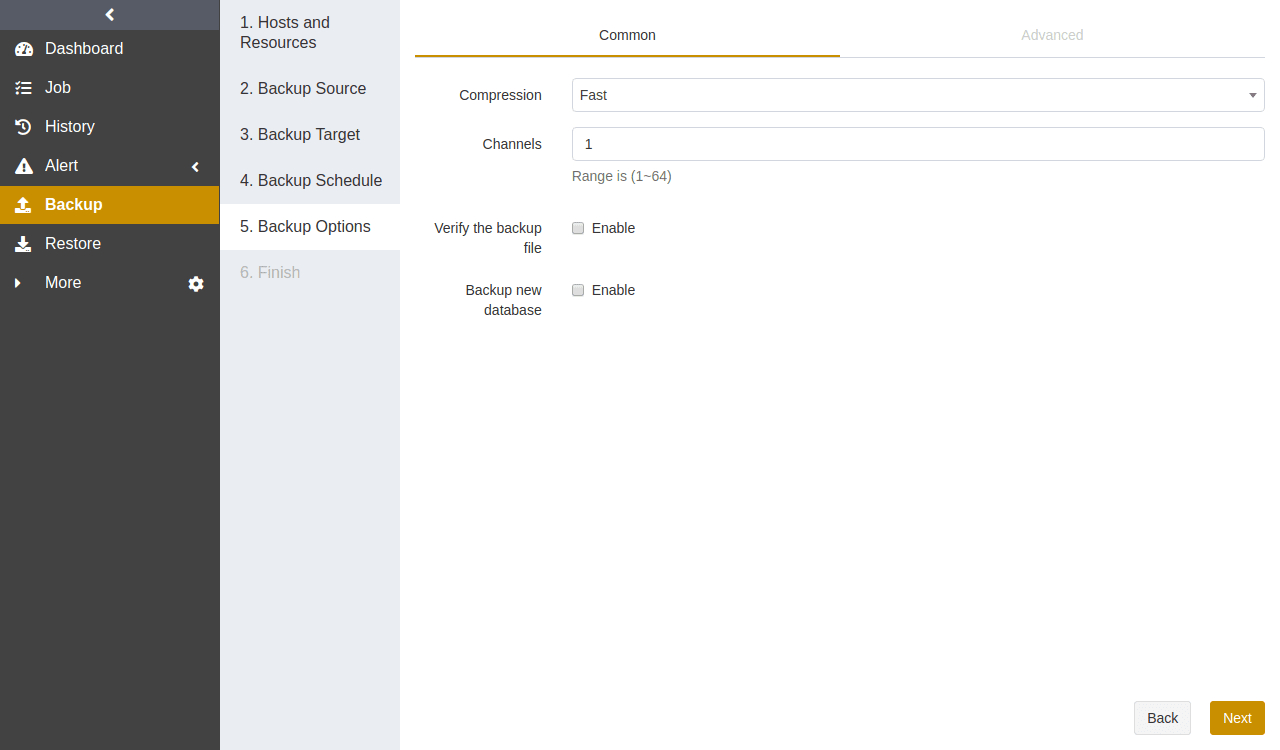 Dashboard
Job
History
Alert
Backup
Restore
More
1. Hosts and
Resources
2. Backup Source
3. Backup Target
4. Backup Schedule
5. Backup Options
6. Finish
Common
Advanced
Compression
Fast
Channels
1
Range is (1~64)
Verify the backup
file
Enable
Backup new
database
Enable
Back
Next